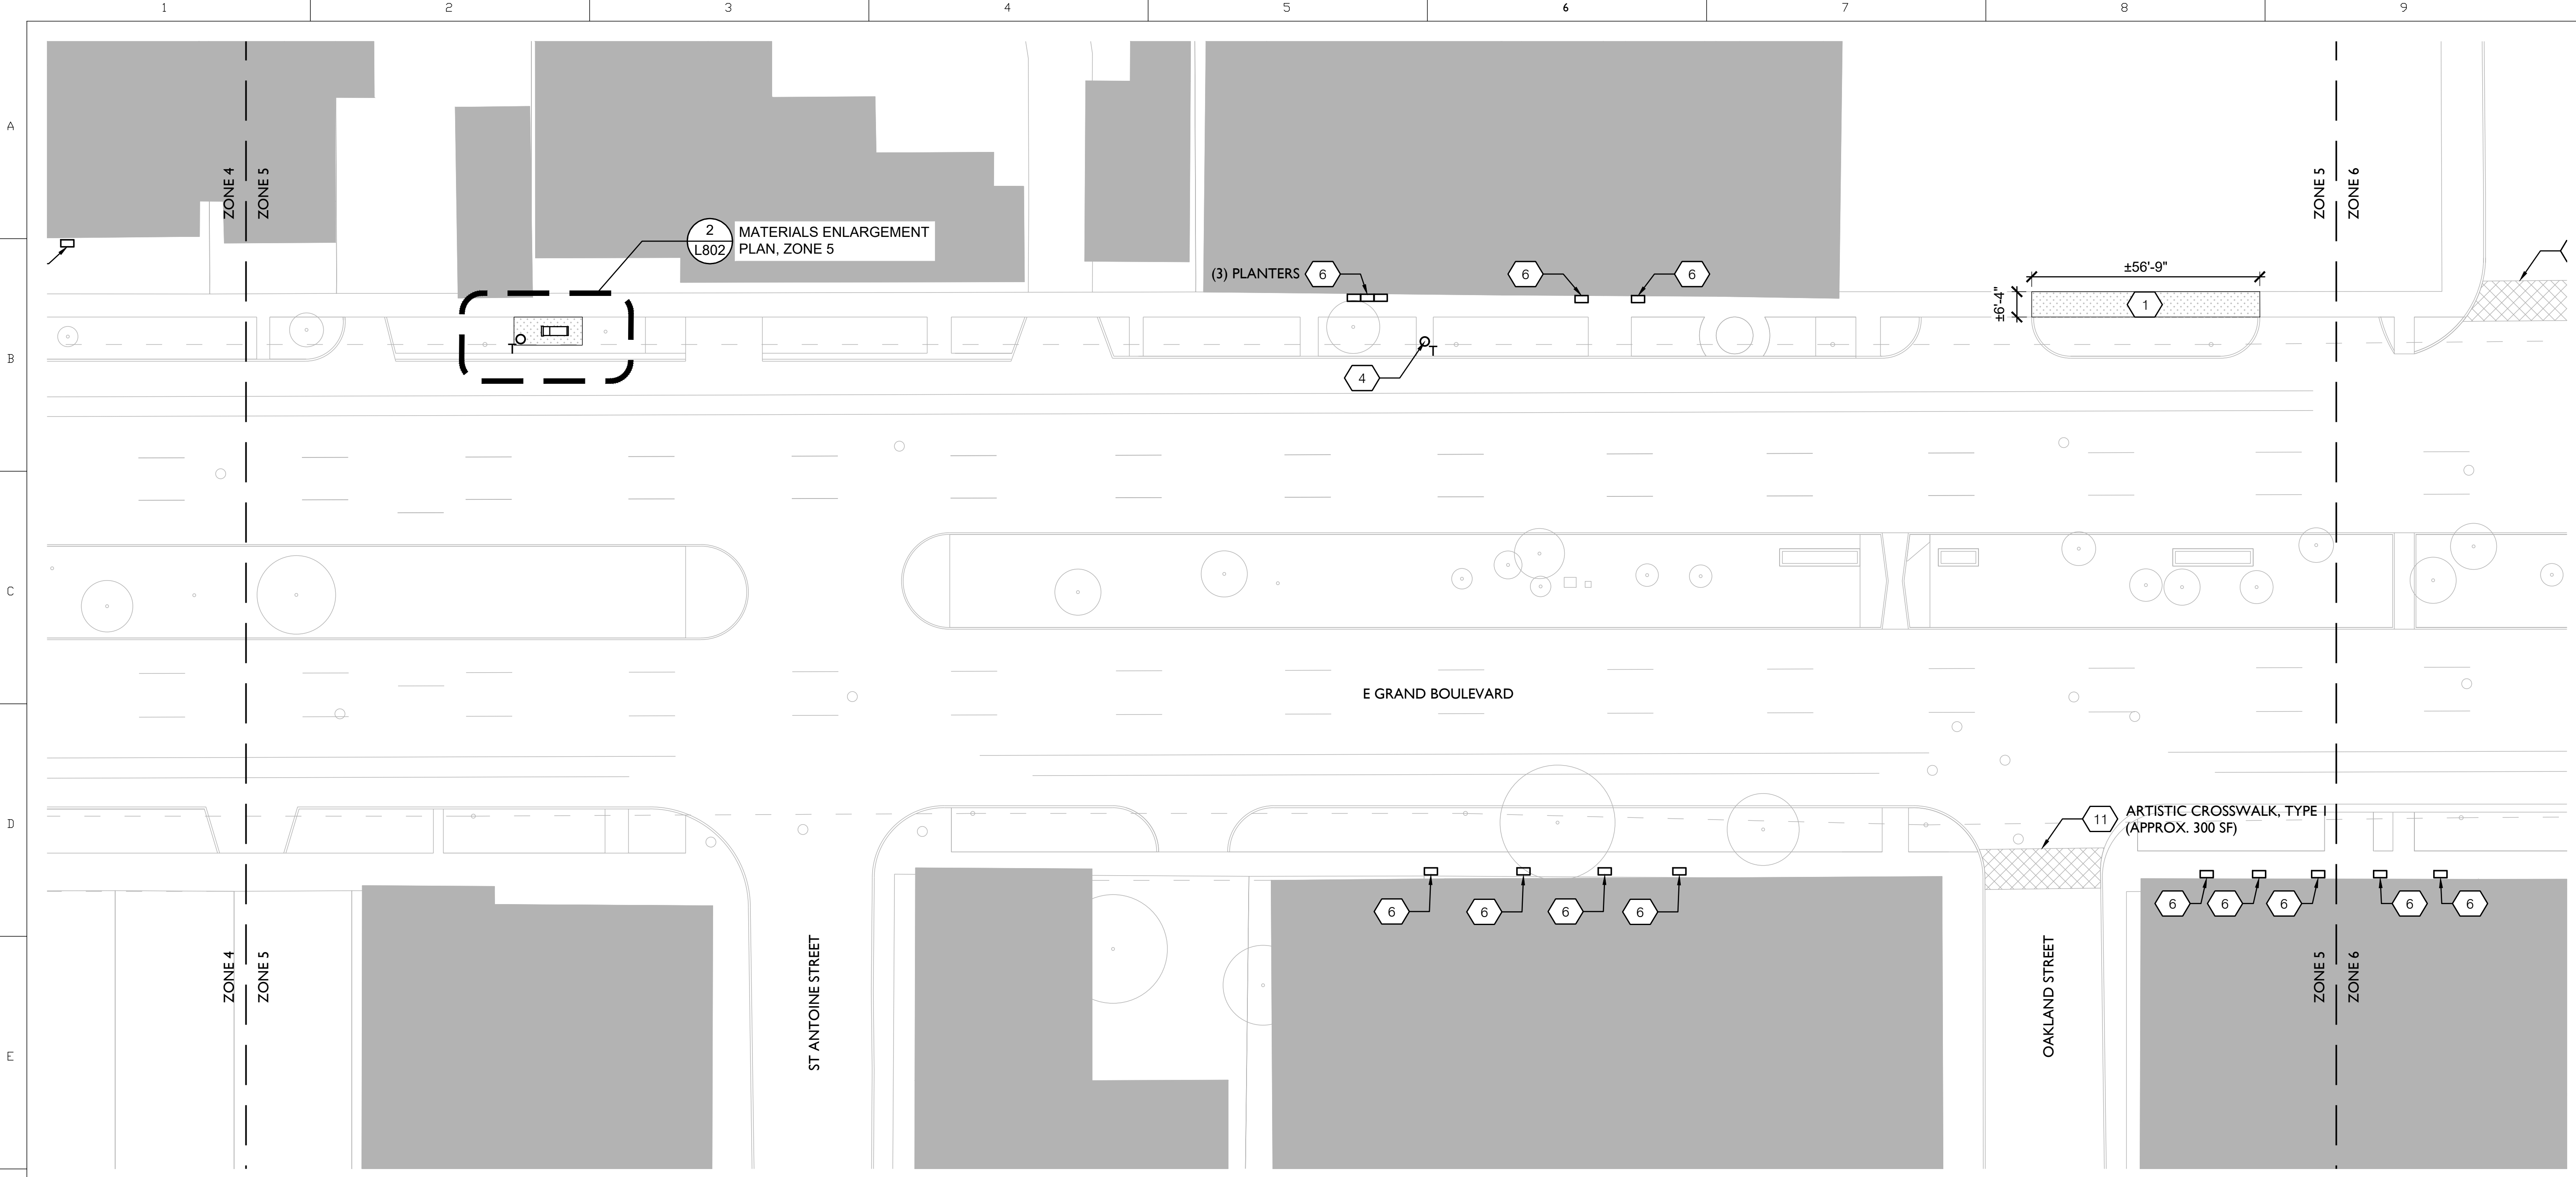 1 2 3 4 5 6 7 8 9
A
ZONE 4
ZONE 5
ZONE 5
ZONE 6
2
L802
MATERIALS ENLARGEMENT
PLAN, ZONE 5
(3) PLANTERS 6
6
6
±56'-9"
±6'-4"
1
B
T
T
4
C
E GRAND BOULEVARD
D
11
ARTISTIC CROSSWALK, TYPE 1
(APPROX. 300 SF)
6 6 6 6
6 6 6 6 6
ZONE 4
ZONE 5
ST ANTOINE STREET
OAKLAND STREET
ZONE 5
ZONE 6
E